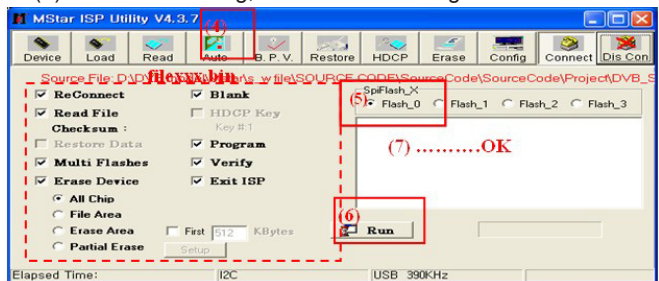 MStar ISP Utility V4.3.7 (4)
Device Load Read Auto B. P. V. Restore HDCP Erase Config Connect Dis Con
filexxx.bin
ReConnect Blank
Read File HDCP Key
Checksum : Key #:1
Restore Data Program
Multi Flashes Verify
Erase Device Exit ISP
All Chip
File Area
Erase Area First 512 KBytes
Partial Erase Setup
SpiFlash_X
(5) Flash_0 Flash_1 Flash_2 Flash_3
(7) ..........OK
(6)
Run
Elapsed Time: I2C USB 390KHz